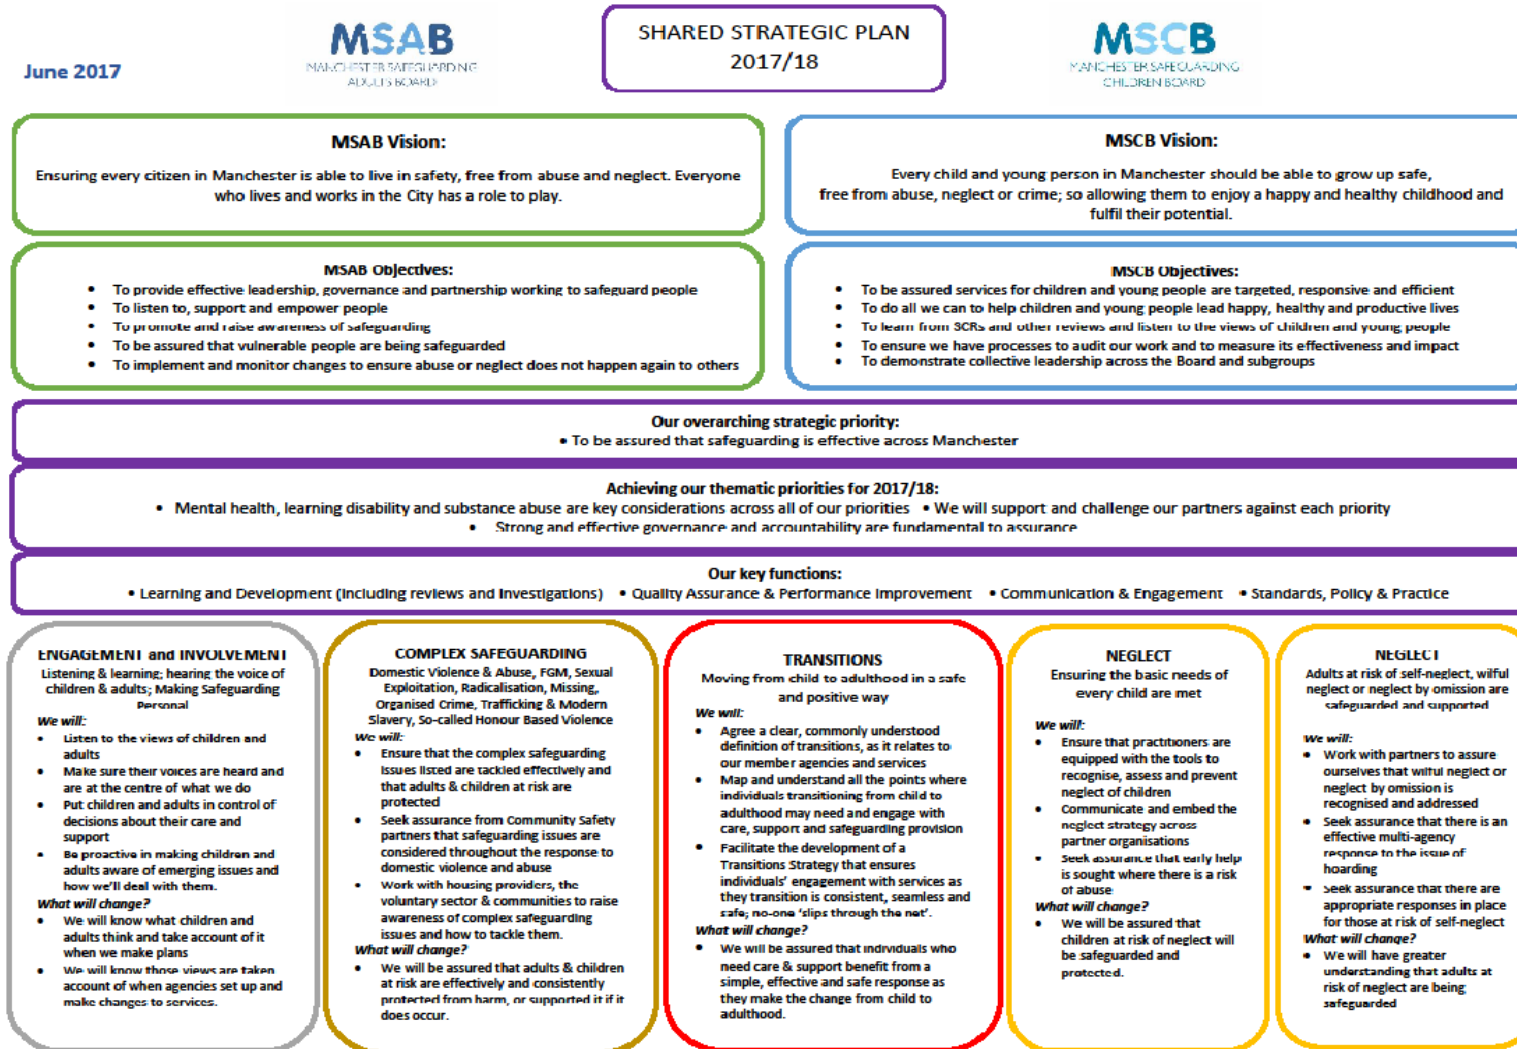 June 2017
MSAB
MANCHESTER SAFEGUARDING
ADULTS BOARD
SHARED STRATEGIC PLAN
2017/18
MSCB
MANCHESTER SAFEGUARDING
CHILDREN BOARD
MSAB Vision:
Ensuring every citizen in Manchester is able to live in safety, free from abuse and neglect. Everyone
who lives and works in the City has a role to play.
MSCB Vision:
Every child and young person in Manchester should be able to grow up safe,
free from abuse, neglect or crime; so allowing them to enjoy a happy and healthy childhood and
fulfil their potential.
MSAB Objectives:
• To provide effective leadership, governance and partnership working to safeguard people
• To listen to, support and empower people
• To promote and raise awareness of safeguarding
• To be assured that vulnerable people are being safeguarded
• To implement and monitor changes to ensure abuse or neglect does not happen again to others
MSCB Objectives:
• To be assured services for children and young people are targeted, responsive and efficient
• To do all we can to help children and young people lead happy, healthy and productive lives
• To learn from SCRs and other reviews and listen to the views of children and young people
• To ensure we have processes to audit our work and to measure its effectiveness and impact
• To demonstrate collective leadership across the Board and subgroups
Our overarching strategic priority:
• To be assured that safeguarding is effective across Manchester
Achieving our thematic priorities for 2017/18:
• Mental health, learning disability and substance abuse are key considerations across all of our priorities • We will support and challenge our partners against each priority
• Strong and effective governance and accountability are fundamental to assurance
Our key functions:
• Learning and Development (including reviews and investigations) • Quality Assurance & Performance Improvement • Communication & Engagement • Standards, Policy & Practice
ENGAGEMENT and INVOLVEMENT
Listening & learning; hearing the voice of
children & adults; Making Safeguarding
Personal
We will:
• Listen to the views of children and
adults
• Make sure their voices are heard and
are at the centre of what we do
• Put children and adults in control of
decisions about their care and
support
• Be proactive in making children and
adults aware of emerging issues and
how we'll deal with them.
What will change?
• We will know what children and
adults think and take account of it
when we make plans
• We will know those views are taken
account of when agencies set up and
make changes to services.
COMPLEX SAFEGUARDING
Domestic Violence & Abuse, FGM, Sexual
Exploitation, Radicalisation, Missing,
Organised Crime, Trafficking & Modern
Slavery, So-called Honour Based Violence
We will:
• Ensure that the complex safeguarding
issues listed are tackled effectively and
that adults & children at risk are
protected
• Seek assurance from Community Safety
partners that safeguarding issues are
considered throughout the response to
domestic violence and abuse
• Work with housing providers, the
voluntary sector & communities to raise
awareness of complex safeguarding
issues and how to tackle them.
What will change?
• We will be assured that adults & children
at risk are effectively and consistently
protected from harm, or supported it if it
does occur.
TRANSITIONS
Moving from child to adulthood in a safe
and positive way
We will:
• Agree a clear, commonly understood
definition of transitions, as it relates to
our member agencies and services
• Map and understand all the points where
individuals transitioning from child to
adulthood may need and engage with
care, support and safeguarding provision
• Facilitate the development of a
Transitions Strategy that ensures
individuals' engagement with services as
they transition is consistent, seamless and
safe; no-one 'slips through the net'.
What will change?
• We will be assured that individuals who
need care & support benefit from a
simple, effective and safe response as
they make the change from child to
adulthood.
NEGLECT
Ensuring the basic needs of
every child are met
We will:
• Ensure that practitioners are
equipped with the tools to
recognise, assess and prevent
neglect of children
• Communicate and embed the
neglect strategy across
partner organisations
• Seek assurance that early help
is sought where there is a risk
of abuse
What will change?
• We will be assured that
children at risk of neglect will
be safeguarded and
protected.
NEGLECT
Adults at risk of self-neglect, wilful
neglect or neglect by omission are
safeguarded and supported
We will:
• Work with partners to assure
ourselves that wilful neglect or
neglect by omission is
recognised and addressed
• Seek assurance that there is an
effective multi-agency
response to the issue of
hoarding
• Seek assurance that there are
appropriate responses in place
for those at risk of self-neglect
What will change?
• We will have greater
understanding that adults at
risk of neglect are being
safeguarded